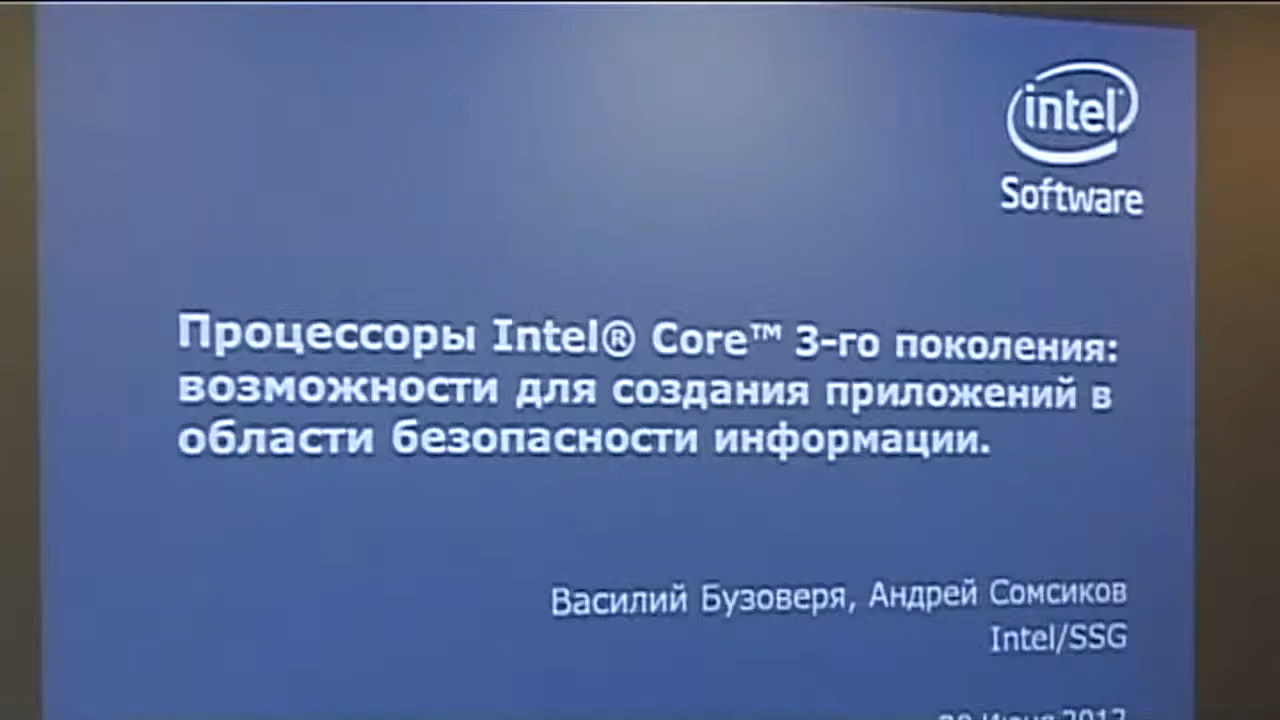 intel
Software
Процессоры Intel® Core™ 3-го поколения:
возможности для создания приложений в
области безопасности информации.
Василий Бузоверя, Андрей Сомсиков
Intel/SSG